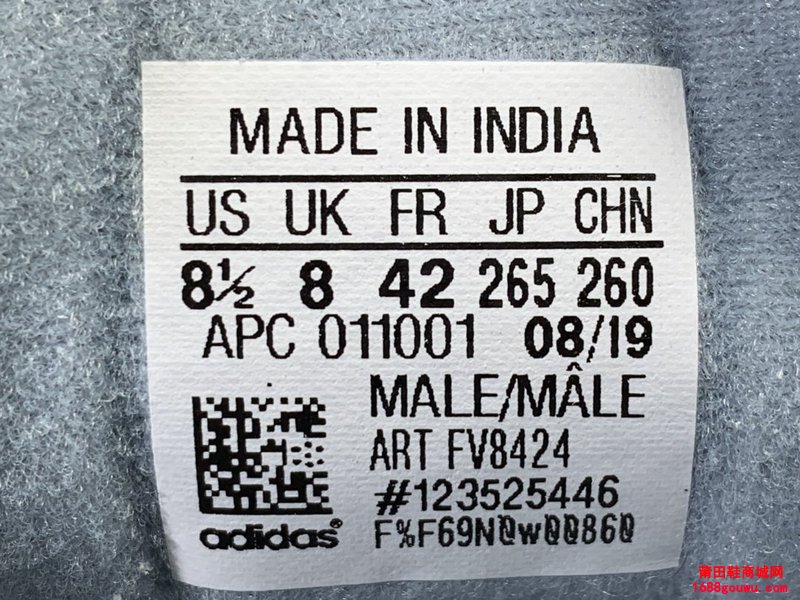 MADE IN INDIA
US UK FR JP CHN
8½ 8 42 265 260
APC 011001 08/19
MALE/MÂLE
ART FV8424
#123525446
adidas® F%F69N0w00860
莆田鞋商城网
1688gouwu.com